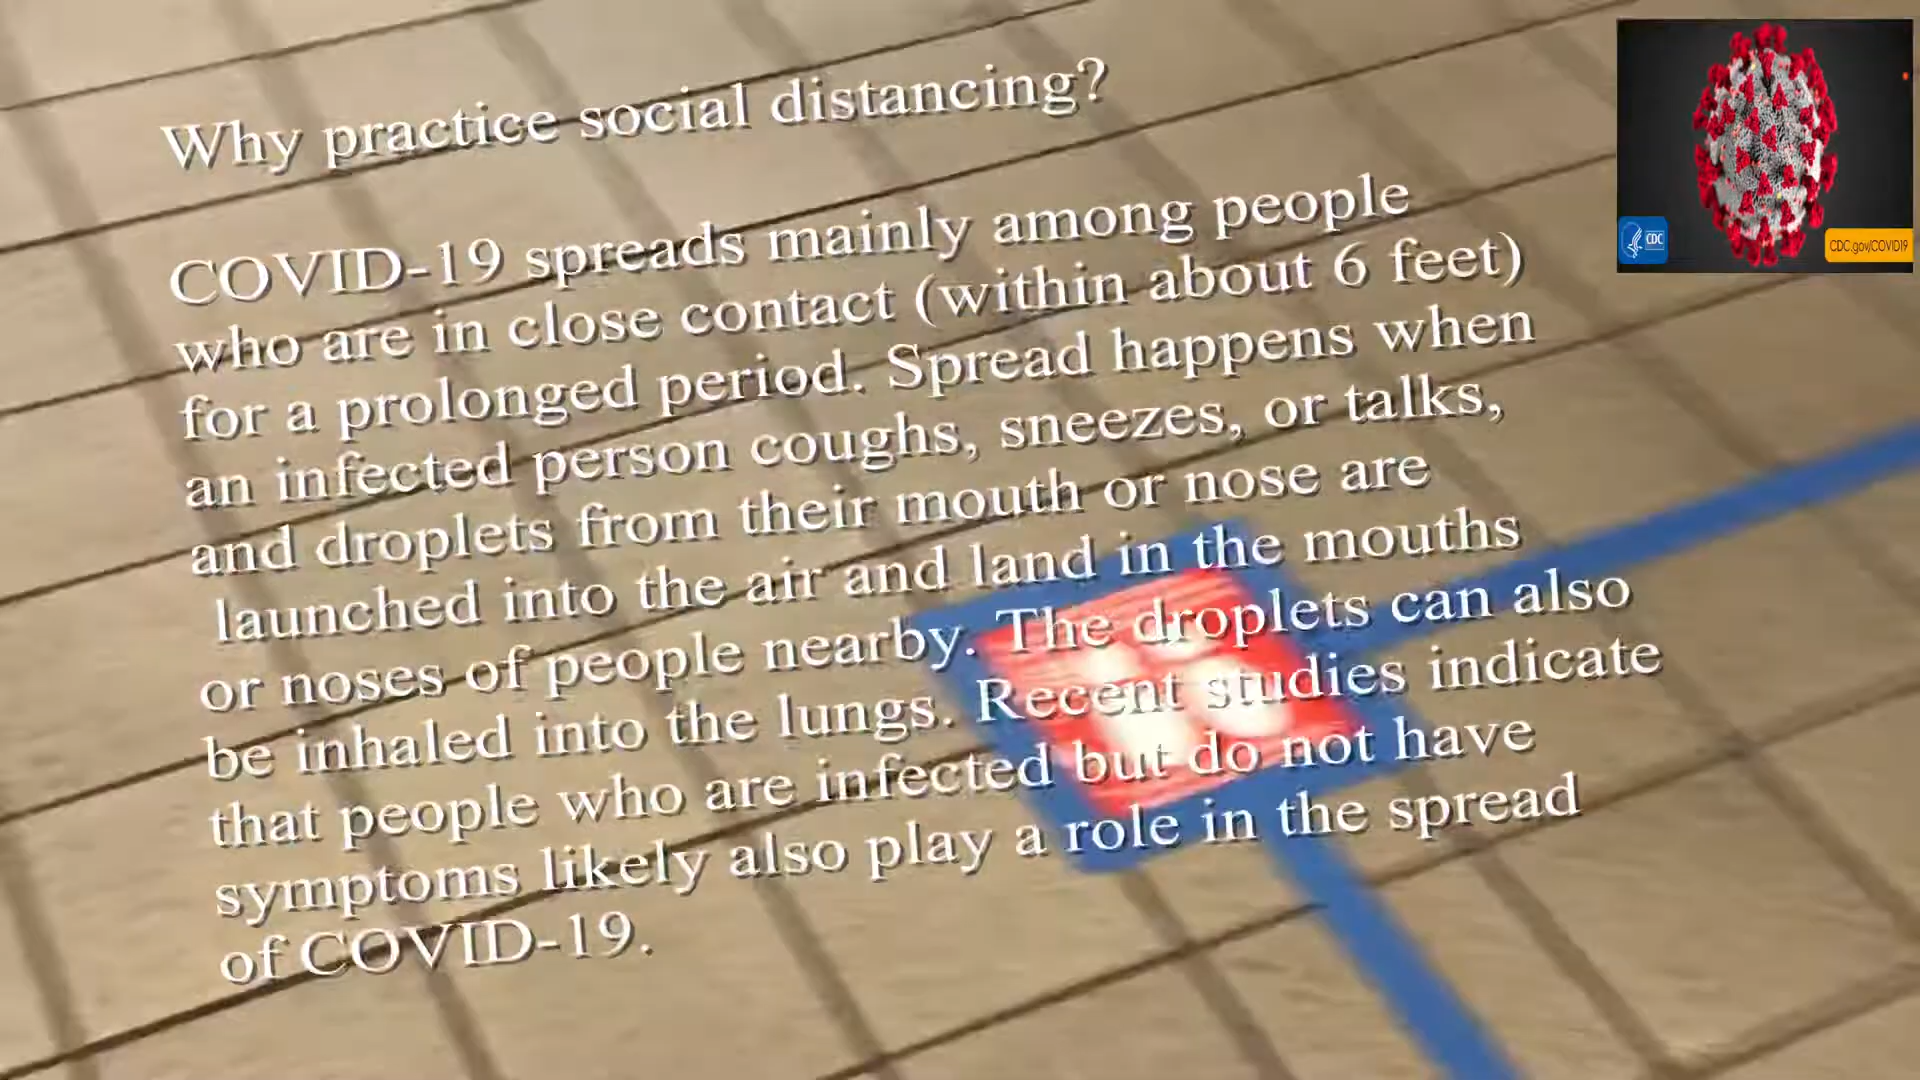 Why practice social distancing?
COVID-19 spreads mainly among people
who are in close contact (within about 6 feet)
for a prolonged period. Spread happens when
an infected person coughs, sneezes, or talks,
and droplets from their mouth or nose are
launched into the air and land in the mouths
or noses of people nearby. The droplets can also
be inhaled into the lungs. Recent studies indicate
that people who are infected but do not have
symptoms likely also play a role in the spread
of COVID-19.
CDC
CDC.gov/COVID19